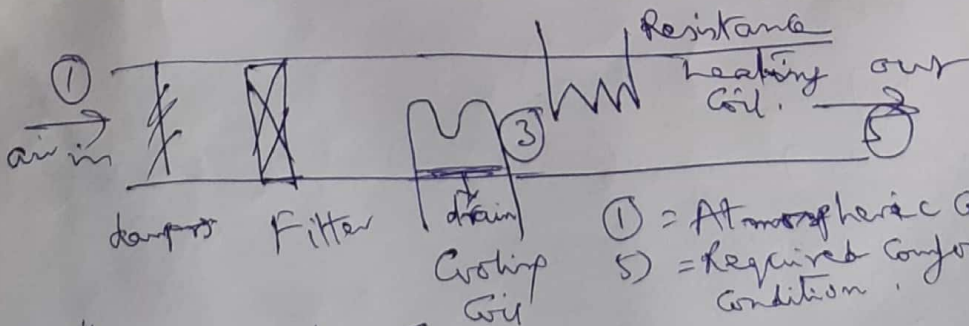 Resistance
①
heating out
Coil.
air in
③
5
dampers Filter drain
① = Atmospheric C
Cooling
Coil
5) = Required Comfo
Condition.